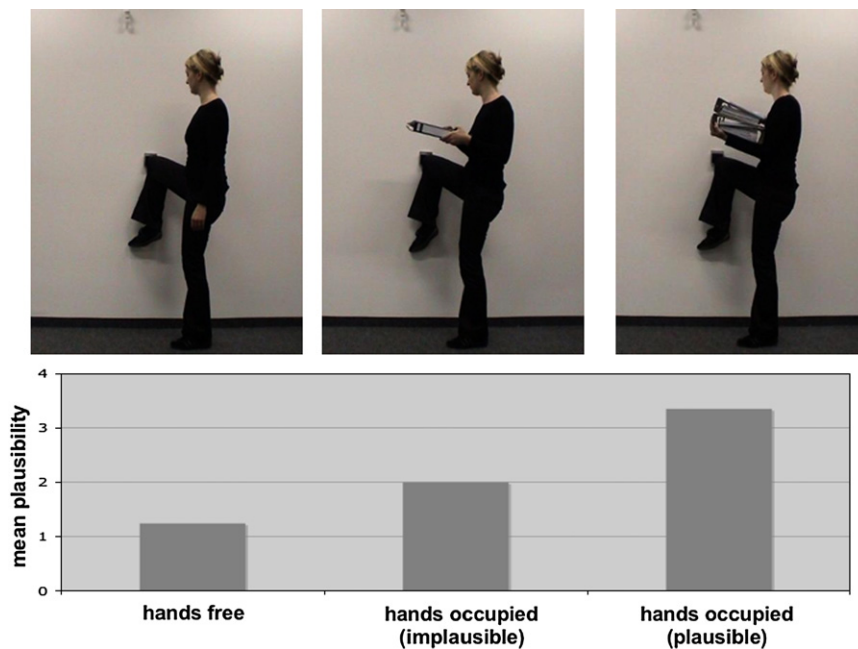 mean plausibility
4
3
2
1
0
hands free
hands occupied
(implausible)
hands occupied
(plausible)